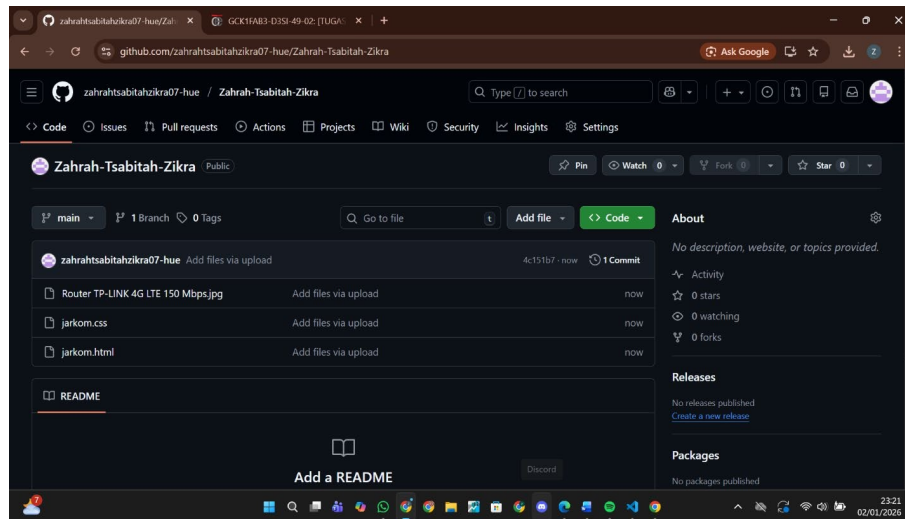 zahrahtsabitahzikra07-hue/Zah
GCK1FAB3-D3SI-49-02: [TUGAS
github.com/zahrahtsabitahzikra07-hue/Zahrah-Tsabitah-Zikra
Ask Google
Z
zahrahtsabitahzikra07-hue / Zahrah-Tsabitah-Zikra
Type / to search
Code Issues Pull requests Actions Projects Wiki Security Insights Settings
Zahrah-Tsabitah-Zikra Public
Pin Watch 0 Fork 0 Star 0
main 1 Branch 0 Tags
Go to file t Add file Code
zahrahtsabitahzikra07-hue Add files via upload 4c151b7 · now 1 Commit
Router TP-LINK 4G LTE 150 Mbps.jpg Add files via upload now
jarkom.css Add files via upload now
jarkom.html Add files via upload now
README
Add a README
About
No description, website, or topics provided.
Activity
0 stars
0 watching
0 forks
Releases
No releases published
Create a new release
Packages
No packages published
Discord
7
23:21
02/01/2026